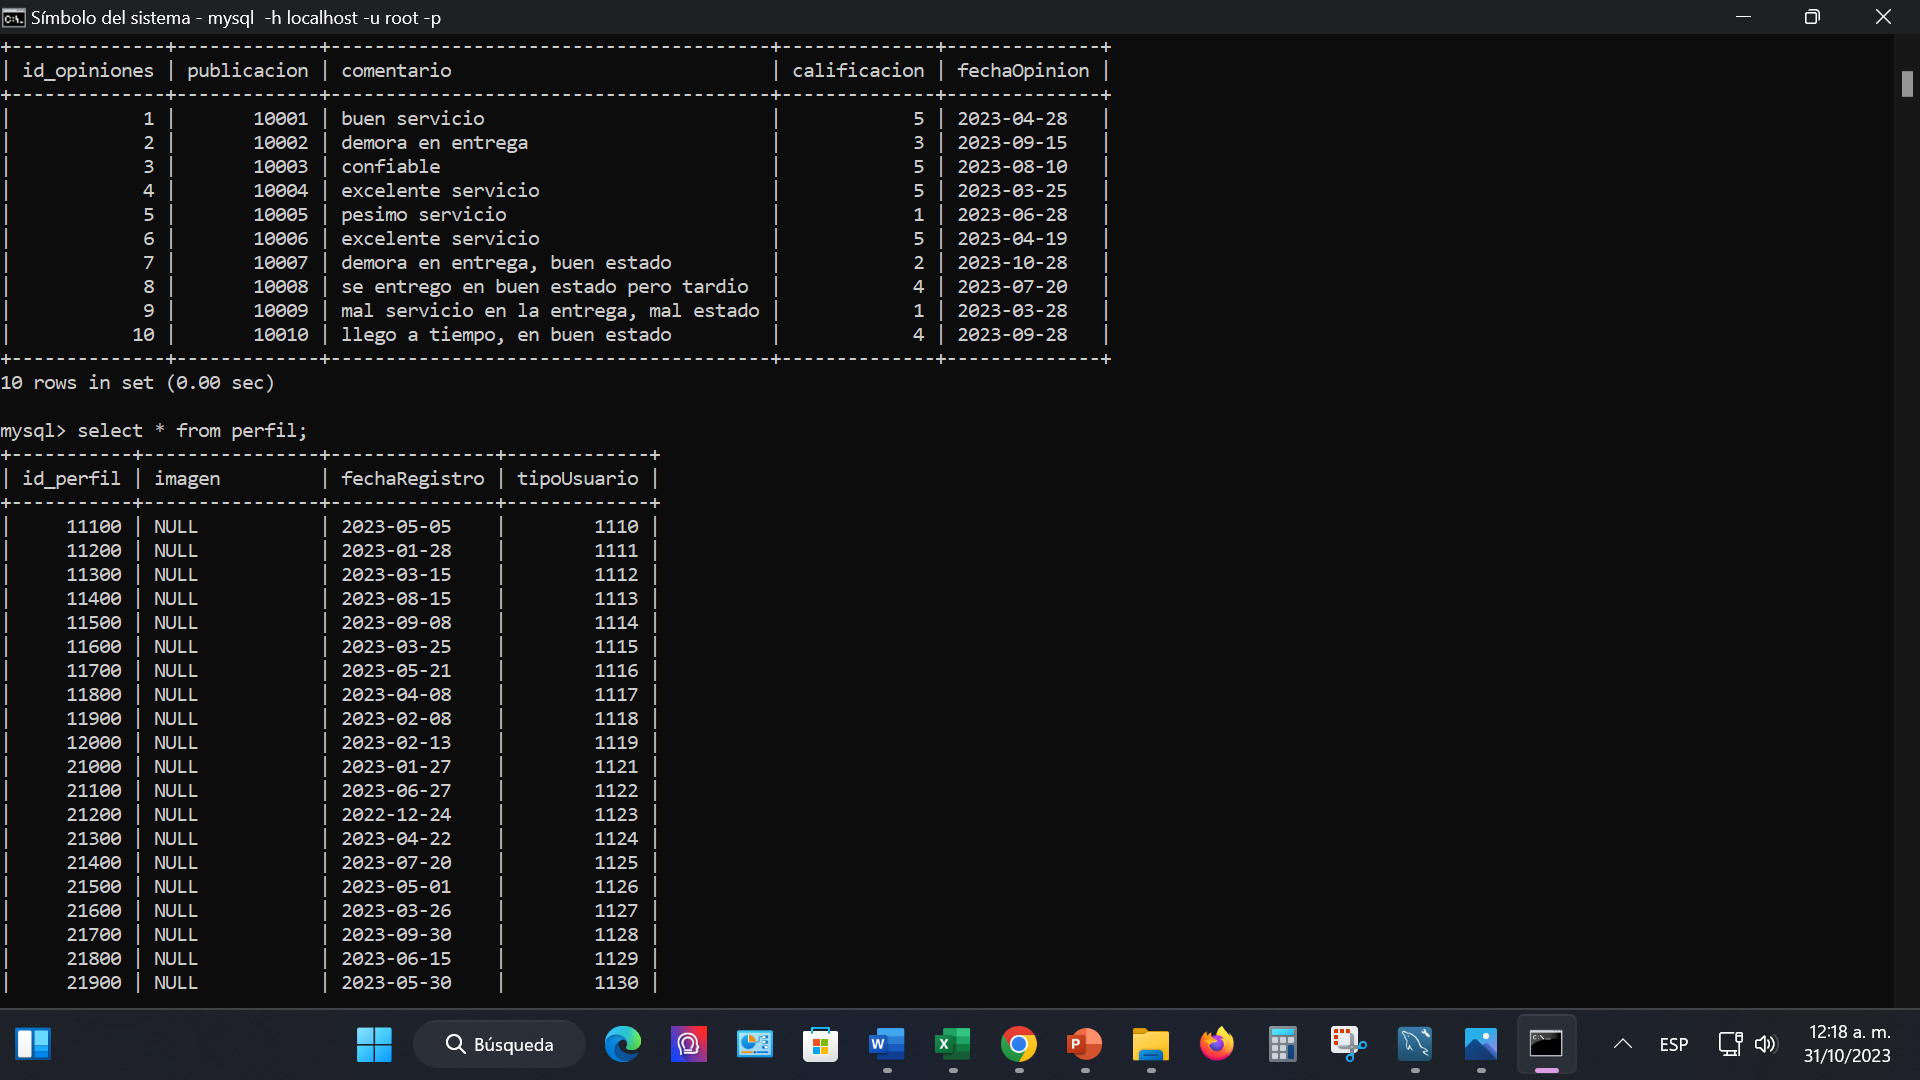 Símbolo del sistema - mysql  -h localhost -u root -p
+--------------+-------------+----------------------------------------+--------------+--------------+
| id_opiniones | publicacion | comentario                             | calificacion | fechaOpinion |
+--------------+-------------+----------------------------------------+--------------+--------------+
|            1 |       10001 | buen servicio                          |            5 | 2023-04-28   |
|            2 |       10002 | demora en entrega                      |            3 | 2023-09-15   |
|            3 |       10003 | confiable                              |            5 | 2023-08-10   |
|            4 |       10004 | excelente servicio                     |            5 | 2023-03-25   |
|            5 |       10005 | pesimo servicio                        |            1 | 2023-06-28   |
|            6 |       10006 | excelente servicio                     |            5 | 2023-04-19   |
|            7 |       10007 | demora en entrega, buen estado         |            2 | 2023-10-28   |
|            8 |       10008 | se entrego en buen estado pero tardio  |            4 | 2023-07-20   |
|            9 |       10009 | mal servicio en la entrega, mal estado |            1 | 2023-03-28   |
|           10 |       10010 | llego a tiempo, en buen estado         |            4 | 2023-09-28   |
+--------------+-------------+----------------------------------------+--------------+--------------+
10 rows in set (0.00 sec)
mysql> select * from perfil;
+-----------+----------------+---------------+-------------+
| id_perfil | imagen         | fechaRegistro | tipoUsuario |
+-----------+----------------+---------------+-------------+
|     11100 | NULL           | 2023-05-05    |        1110 |
|     11200 | NULL           | 2023-01-28    |        1111 |
|     11300 | NULL           | 2023-03-15    |        1112 |
|     11400 | NULL           | 2023-08-15    |        1113 |
|     11500 | NULL           | 2023-09-08    |        1114 |
|     11600 | NULL           | 2023-03-25    |        1115 |
|     11700 | NULL           | 2023-05-21    |        1116 |
|     11800 | NULL           | 2023-04-08    |        1117 |
|     11900 | NULL           | 2023-02-08    |        1118 |
|     12000 | NULL           | 2023-02-13    |        1119 |
|     21000 | NULL           | 2023-01-27    |        1121 |
|     21100 | NULL           | 2023-06-27    |        1122 |
|     21200 | NULL           | 2022-12-24    |        1123 |
|     21300 | NULL           | 2023-04-22    |        1124 |
|     21400 | NULL           | 2023-07-20    |        1125 |
|     21500 | NULL           | 2023-05-01    |        1126 |
|     21600 | NULL           | 2023-03-26    |        1127 |
|     21700 | NULL           | 2023-09-30    |        1128 |
|     21800 | NULL           | 2023-06-15    |        1129 |
|     21900 | NULL           | 2023-05-30    |        1130 |
Búsqueda
ESP
12:18 a. m.
31/10/2023